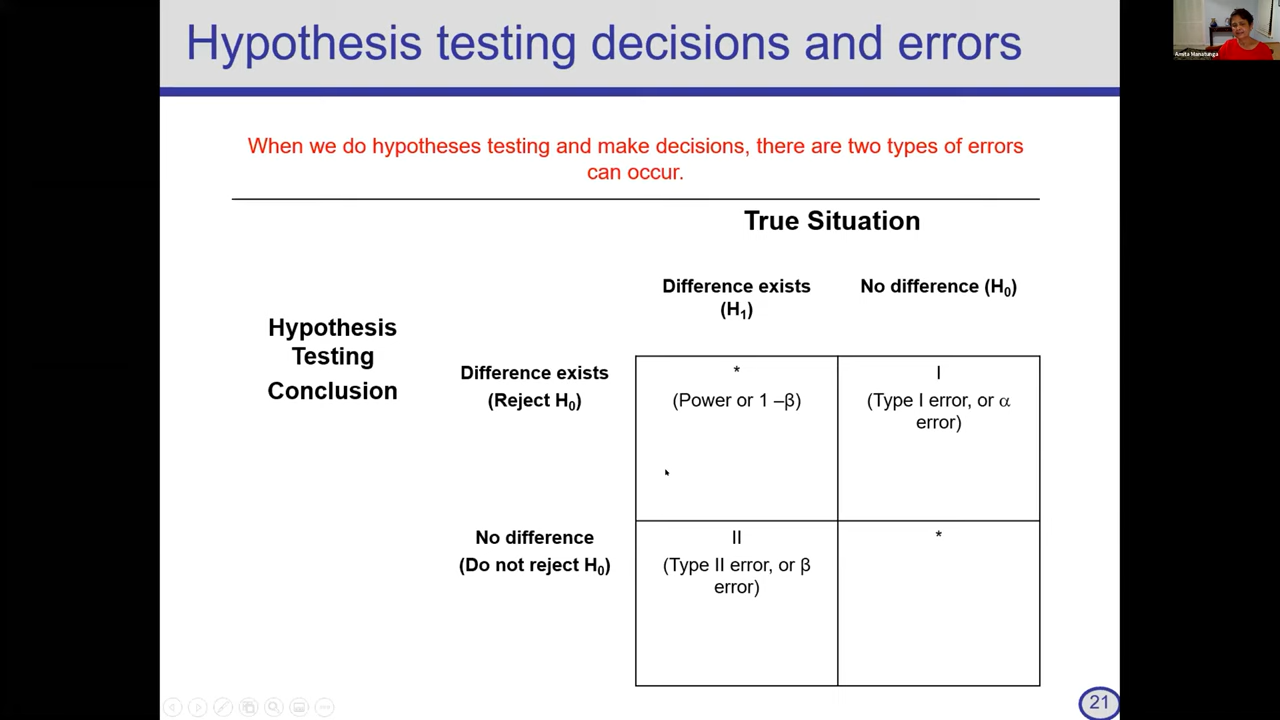 Hypothesis testing decisions and errors
Amita Manatunga
When we do hypotheses testing and make decisions, there are two types of errors
can occur.
True Situation
Difference exists
(H1)
No difference (H0)
Hypothesis
Testing
Conclusion
Difference exists
(Reject H0)
*
(Power or 1 –β)
I
(Type I error, or α
error)
No difference
(Do not reject H0)
II
(Type II error, or β
error)
*
21